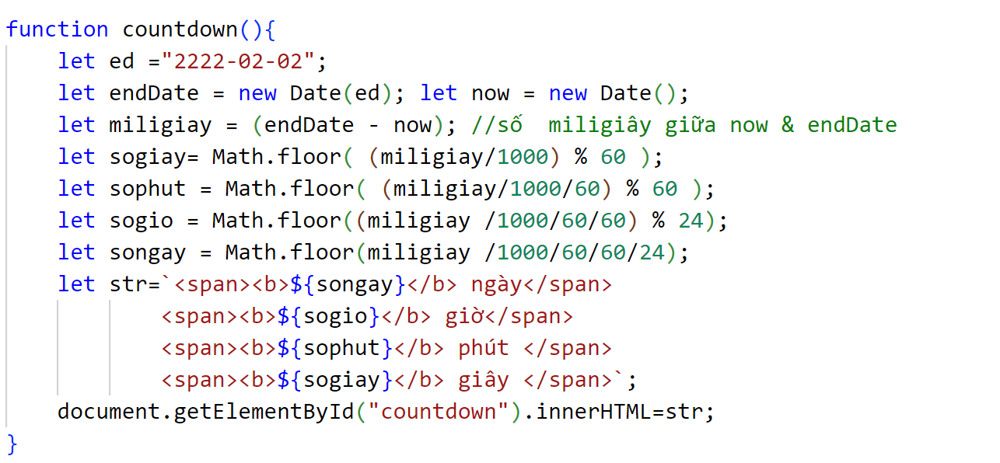 function countdown(){
    let ed ="2222-02-02";
    let endDate = new Date(ed); let now = new Date();
    let miligiay = (endDate - now); //số  miligiây giữa now & endDate
    let sogiay= Math.floor( (miligiay/1000) % 60 );
    let sophut = Math.floor( (miligiay/1000/60) % 60 );
    let sogio = Math.floor((miligiay /1000/60/60) % 24);
    let songay = Math.floor(miligiay /1000/60/60/24);
    let str=`<span><b>${songay}</b> ngày</span>
            <span><b>${sogio}</b> giờ</span>
            <span><b>${sophut}</b> phút </span>
            <span><b>${sogiay}</b> giây </span>`;
    document.getElementById("countdown").innerHTML=str;
}